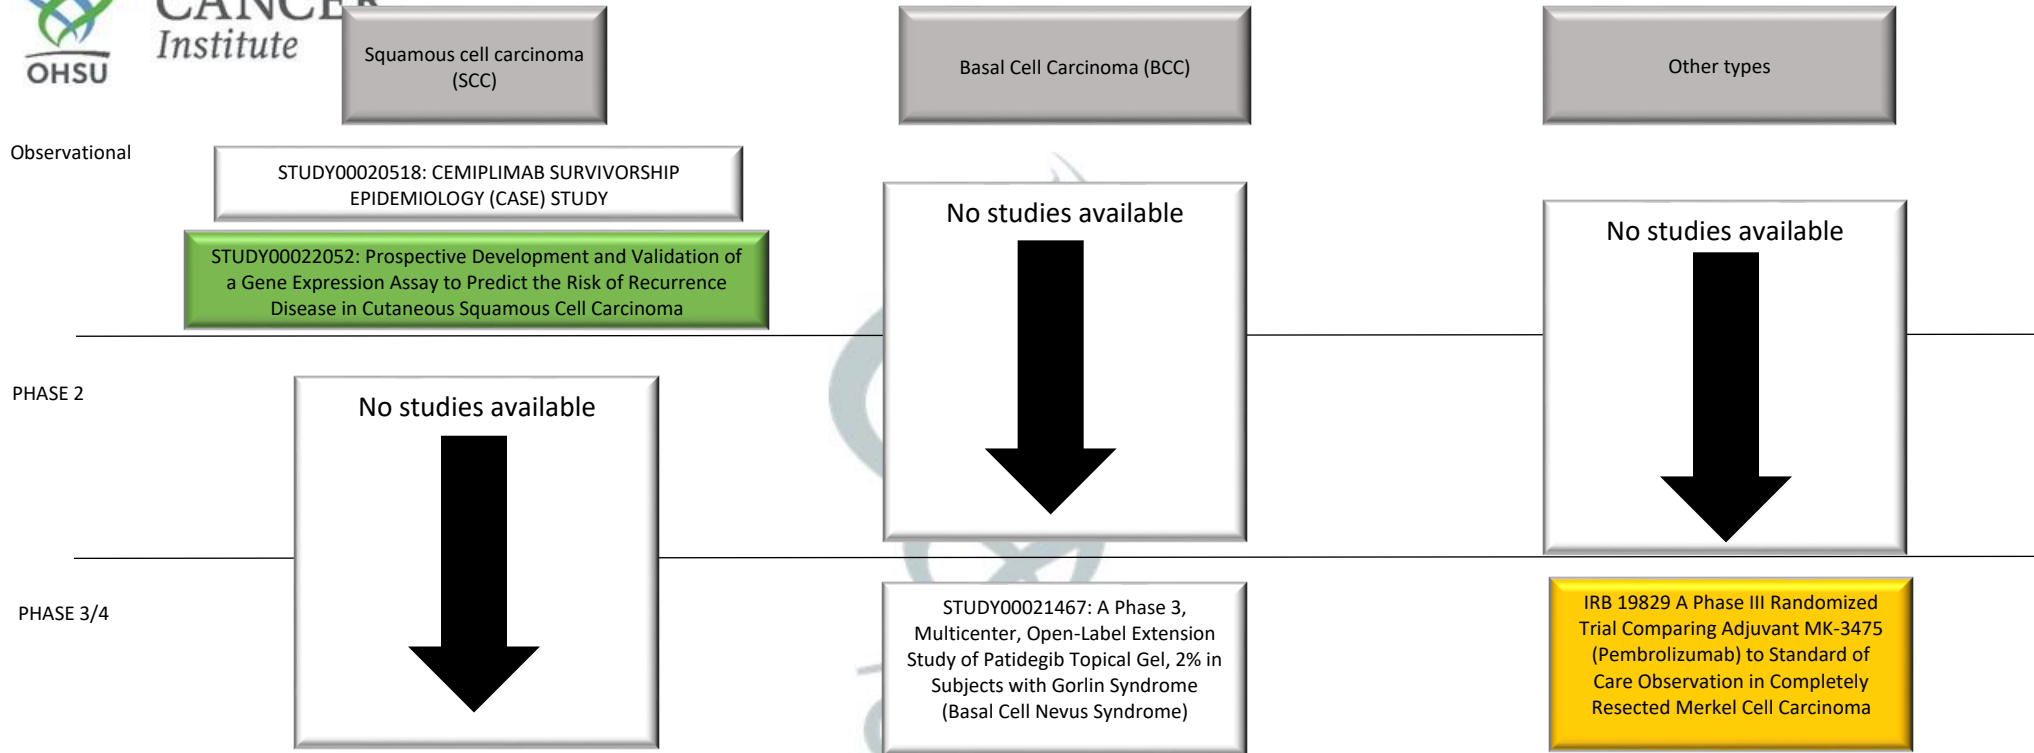 CANCER
Institute
OHSU
Squamous cell carcinoma
(SCC)
Basal Cell Carcinoma (BCC)
Other types
Observational
STUDY00020518: CEMIPLIMAB SURVIVORSHIP
EPIDEMIOLOGY (CASE) STUDY
STUDY00022052: Prospective Development and Validation of
a Gene Expression Assay to Predict the Risk of Recurrence
Disease in Cutaneous Squamous Cell Carcinoma
No studies available
No studies available
PHASE 2
No studies available
PHASE 3/4
STUDY00021467: A Phase 3,
Multicenter, Open-Label Extension
Study of Patidegib Topical Gel, 2% in
Subjects with Gorlin Syndrome
(Basal Cell Nevus Syndrome)
IRB 19829 A Phase III Randomized
Trial Comparing Adjuvant MK-3475
(Pembrolizumab) to Standard of
Care Observation in Completely
Resected Merkel Cell Carcinoma